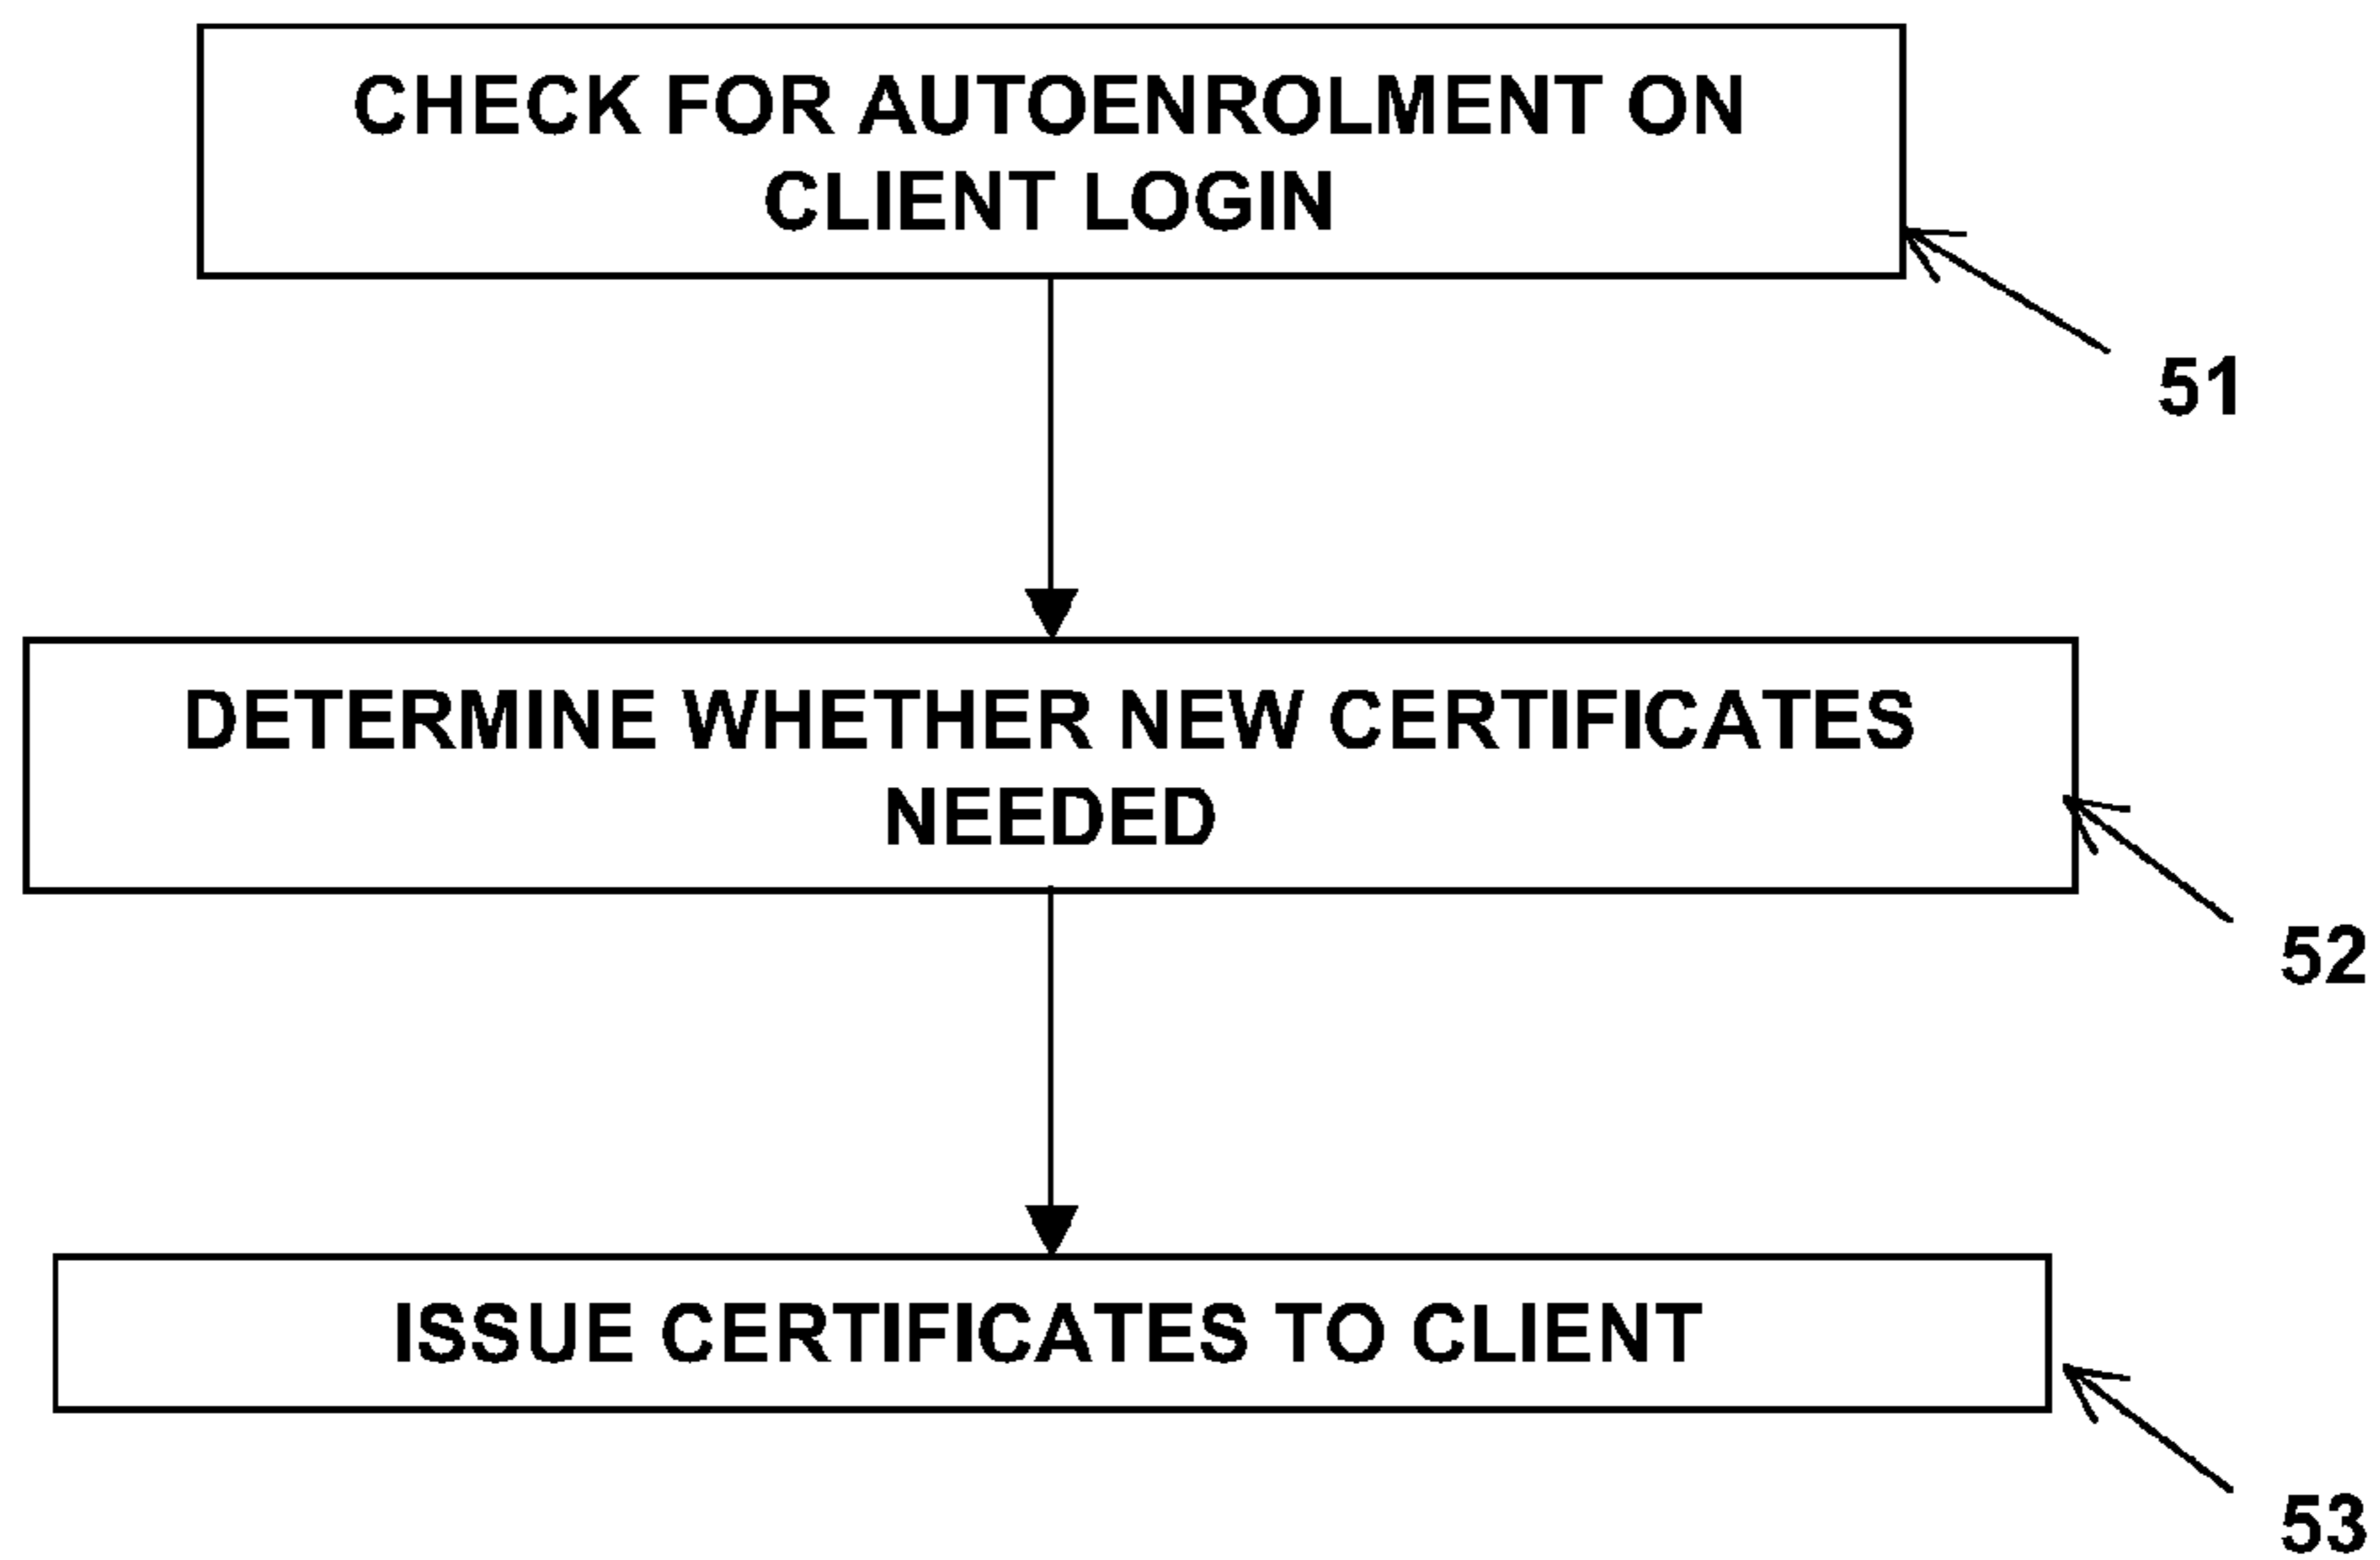 CHECK FOR AUTOENROLMENT ON
CLIENT LOGIN
51
DETERMINE WHETHER NEW CERTIFICATES
NEEDED
52
ISSUE CERTIFICATES TO CLIENT
53